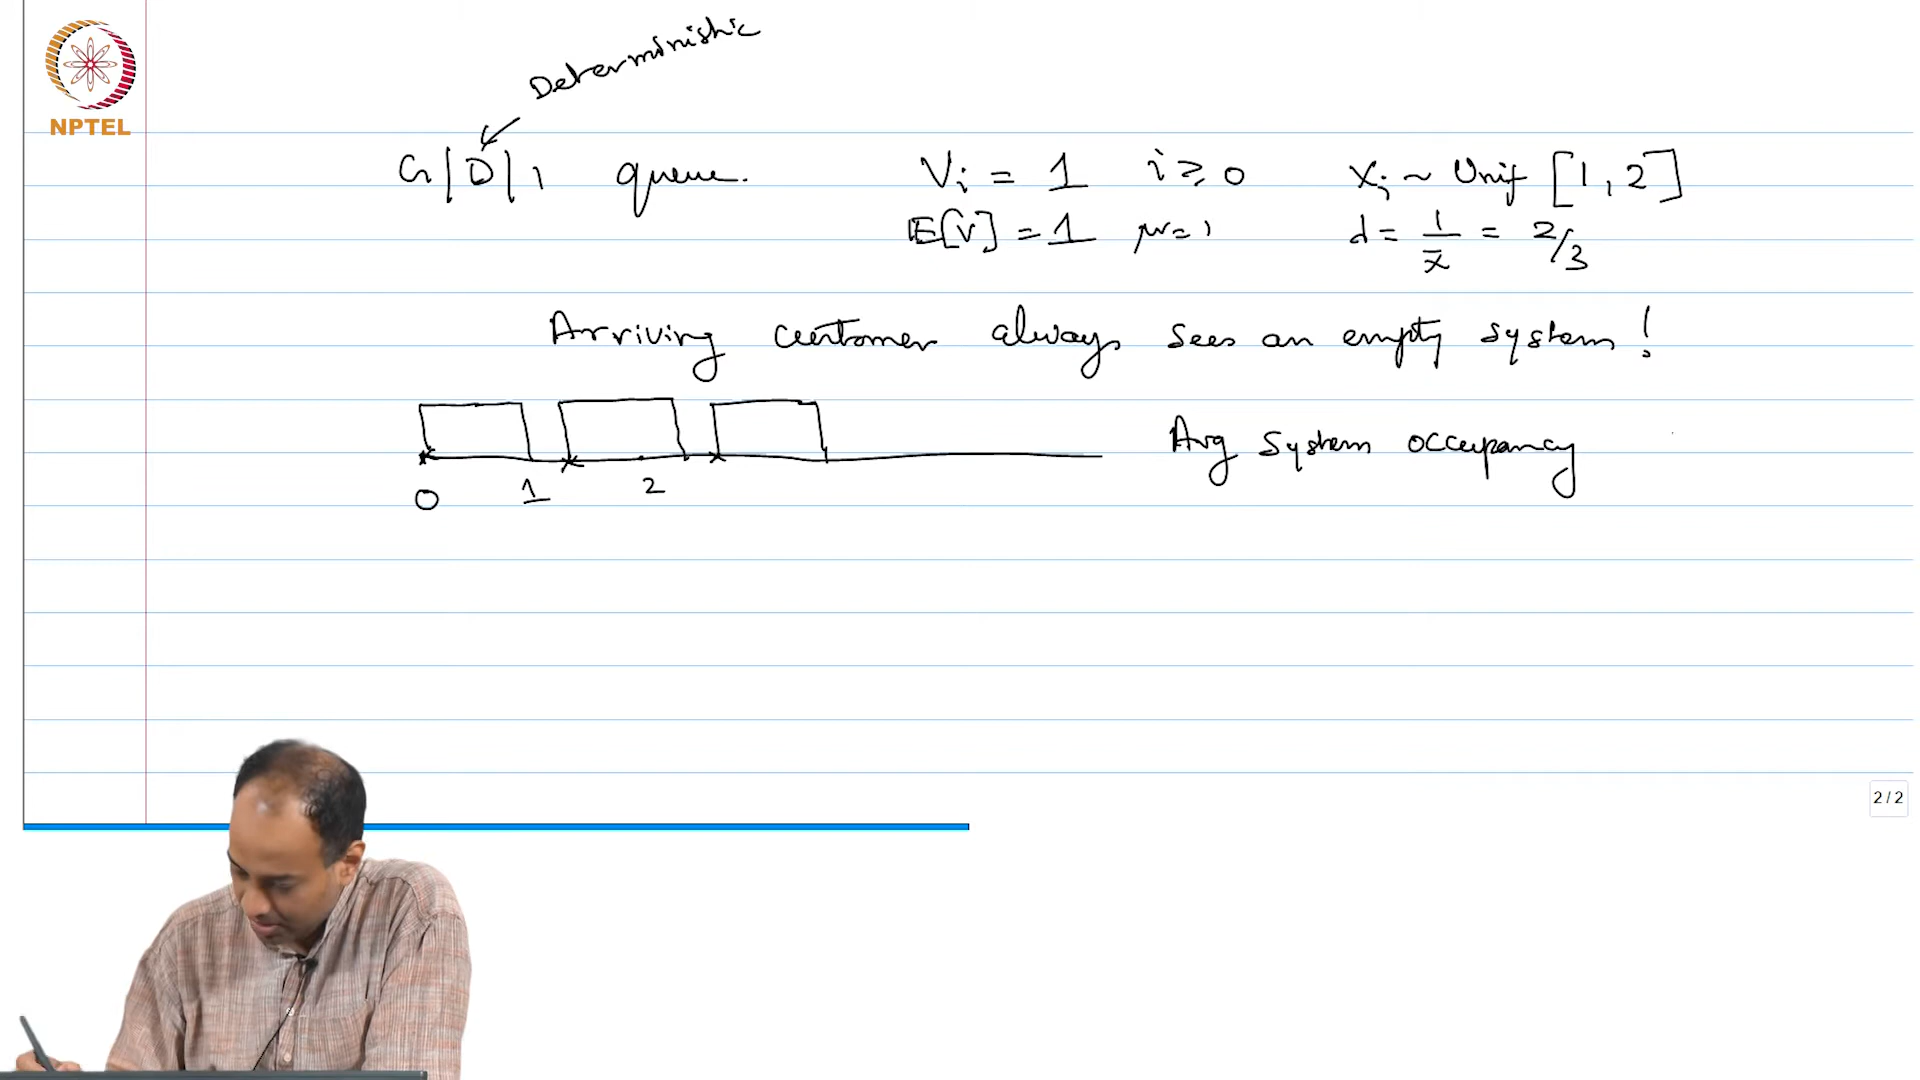 Deterministic
NPTEL
G|D|1 queue. Vᵢ = 1 i ≥ 0 Xᵢ ~ Unif [1, 2]
E[V] = 1 μ = 1 λ = 1/x̄ = 2/3
Arriving customer always sees an empty system!
Avg System occupancy
0 1 2
2 / 2